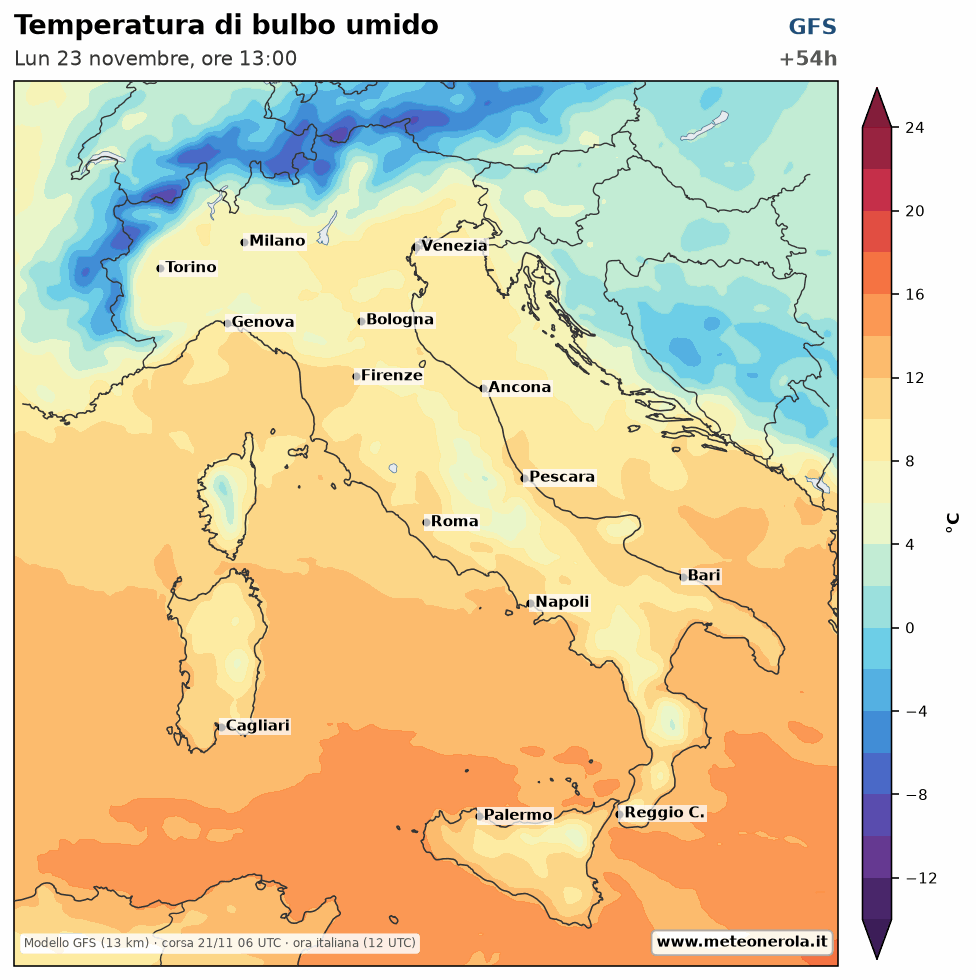 Temperatura di bulbo umido
GFS
Lun 23 novembre, ore 13:00
+54h
24
20
16
12
8
4
0
−4
−8
−12
°C
Milano
Venezia
Torino
Genova
Bologna
Firenze
Ancona
Pescara
Roma
Bari
Napoli
Cagliari
Palermo
Reggio C.
Modello GFS (13 km) · corsa 21/11 06 UTC · ora italiana (12 UTC)
www.meteonerola.it